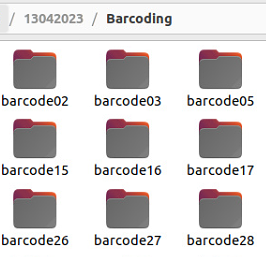 / 13042023 / Barcoding
barcode02 barcode03 barcode05
barcode15 barcode16 barcode17
barcode26 barcode27 barcode28